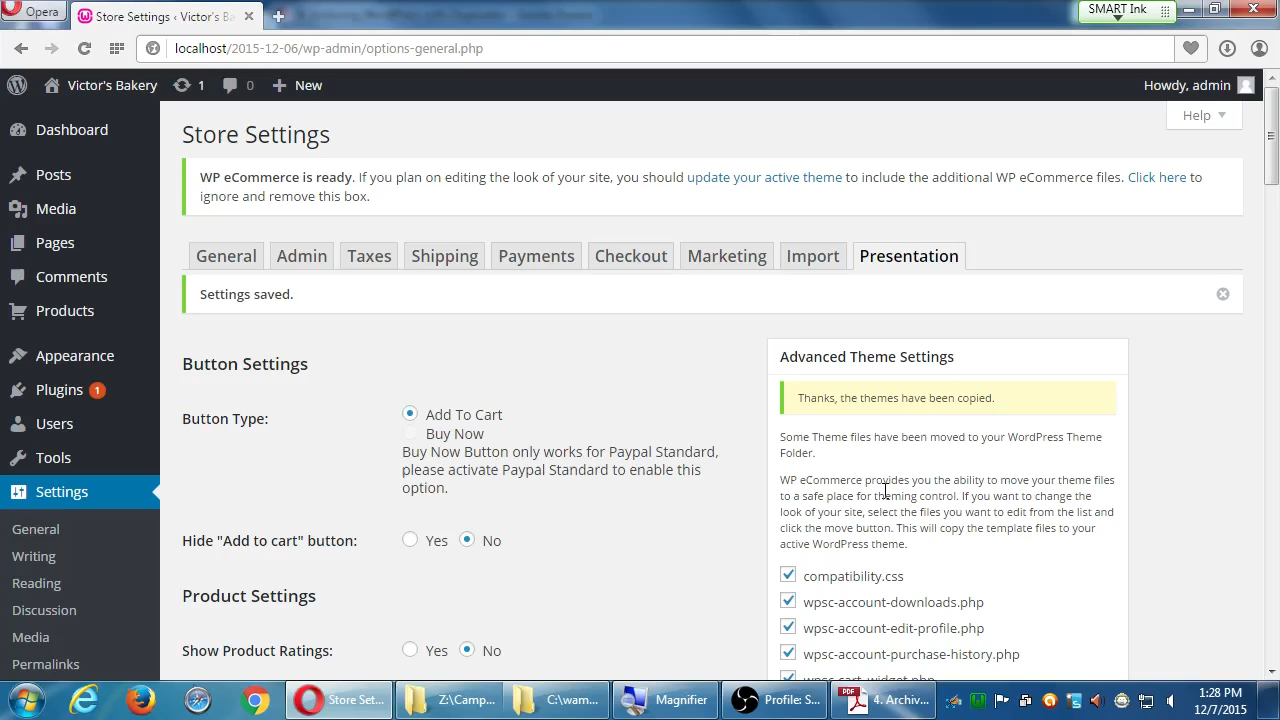 Opera
Store Settings ‹ Victor's Ba
SMART Ink
localhost/2015-12-06/wp-admin/options-general.php
Victor's Bakery
1
0
New
Howdy, admin
Dashboard
Posts
Media
Pages
Comments
Products
Appearance
Plugins 1
Users
Tools
Settings
General
Writing
Reading
Discussion
Media
Permalinks
Help
Store Settings
WP eCommerce is ready. If you plan on editing the look of your site, you should update your active theme to include the additional WP eCommerce files. Click here to
ignore and remove this box.
General
Admin
Taxes
Shipping
Payments
Checkout
Marketing
Import
Presentation
Settings saved.
Button Settings
Button Type:
Add To Cart
Buy Now
Buy Now Button only works for Paypal Standard,
please activate Paypal Standard to enable this
option.
Hide "Add to cart" button:
Yes
No
Product Settings
Show Product Ratings:
Yes
No
Advanced Theme Settings
Thanks, the themes have been copied.
Some Theme files have been moved to your WordPress Theme
Folder.
WP eCommerce provides you the ability to move your theme files
to a safe place for theming control. If you want to change the
look of your site, select the files you want to edit from the list and
click the move button. This will copy the template files to your
active WordPress theme.
compatibility.css
wpsc-account-downloads.php
wpsc-account-edit-profile.php
wpsc-account-purchase-history.php
wpsc-cart_widget.php
Store Set...
Z:\Camp...
C:\wam...
Magnifier
Profile: S...
PDF
4. Archiv...
1:28 PM
12/7/2015